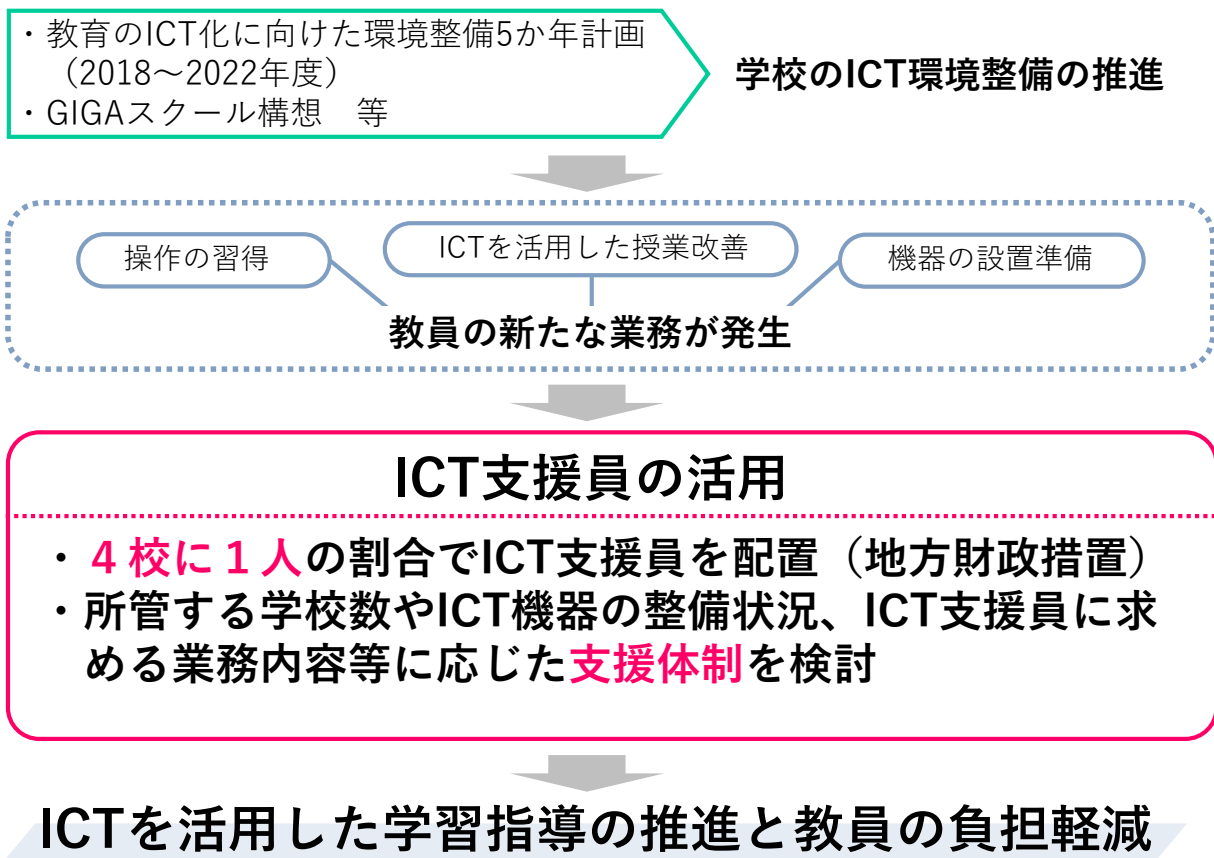 ・教育のICT化に向けた環境整備5か年計画
（2018～2022年度）
・GIGAスクール構想　等
学校のICT環境整備の推進
操作の習得
ICTを活用した授業改善
機器の設置準備
教員の新たな業務が発生
ICT支援員の活用
・４校に１人の割合でICT支援員を配置（地方財政措置）
・所管する学校数やICT機器の整備状況、ICT支援員に求
める業務内容等に応じた支援体制を検討
ICTを活用した学習指導の推進と教員の負担軽減